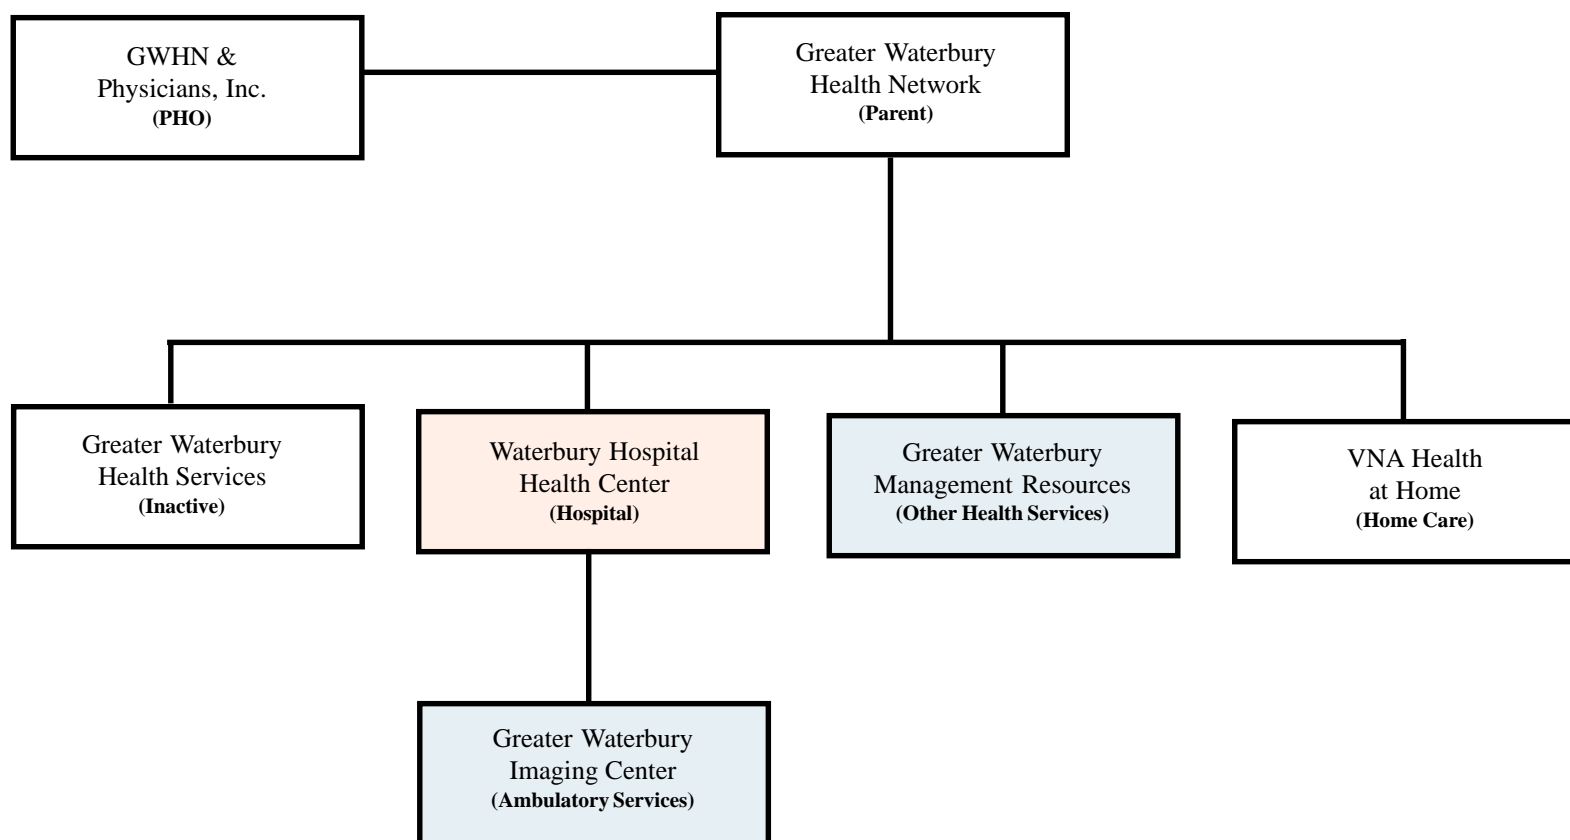 GWHN &
Physicians, Inc.
(PHO)
Greater Waterbury
Health Network
(Parent)
Greater Waterbury
Health Services
(Inactive)
Waterbury Hospital
Health Center
(Hospital)
Greater Waterbury
Management Resources
(Other Health Services)
VNA Health
at Home
(Home Care)
Greater Waterbury
Imaging Center
(Ambulatory Services)